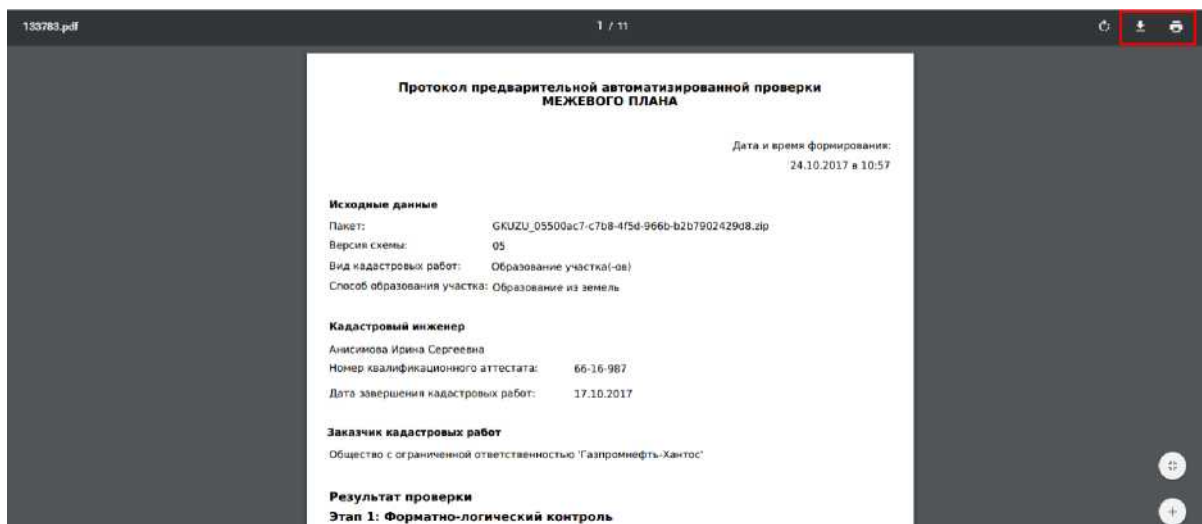 133783.pdf
1 / 11
Протокол предварительной автоматизированной проверки
МЕЖЕВОГО ПЛАНА
Дата и время формирования:
24.10.2017 в 10:57
Исходные данные
Пакет: GKUZU_05500ac7-c7b8-4f5d-966b-b2b7902429d8.zip
Версия схемы: 05
Вид кадастровых работ: Образование участка(-ов)
Способ образования участка: Образование из земель
Кадастровый инженер
Анисимова Ирина Сергеевна
Номер квалификационного аттестата: 66-16-987
Дата завершения кадастровых работ: 17.10.2017
Заказчик кадастровых работ
Общество с ограниченной ответственностью 'Газпромнефть-Хантос'
Результат проверки
Этап 1: Форматно-логический контроль